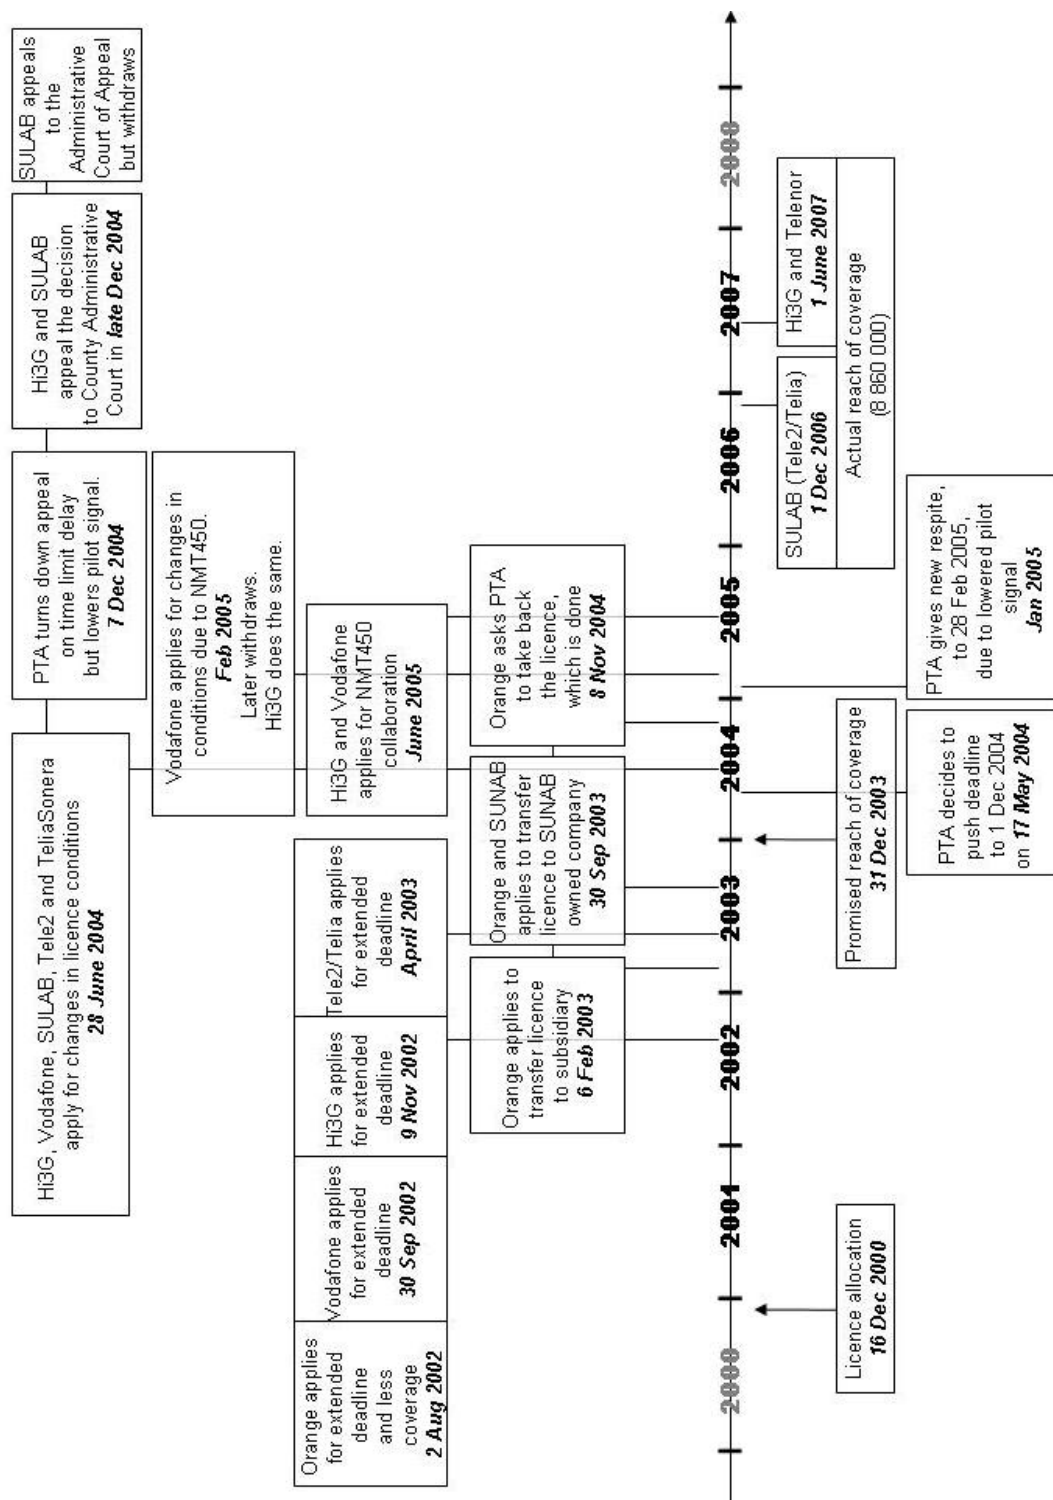 Hi3G, Vodafone, SULAB, Tele2 and TeliaSonera
apply for changes in licence conditions
28 June 2004
PTA turns down appeal
on time limit delay
but lowers pilot signal.
7 Dec 2004
Hi3G and SULAB
appeal the decision
to County Administrative
Court in late Dec 2004
SULAB appeals
to the
Administrative
Court of Appeal
but withdraws
Vodafone applies for changes in
conditions due to NMT450.
Feb 2005
Later withdraws.
Hi3G does the same.
Orange applies
for extended
deadline
and less
coverage
2 Aug 2002
Vodafone applies
for extended
deadline
30 Sep 2002
Hi3G applies
for extended
deadline
9 Nov 2002
Tele2/Telia applies
for extended
deadline
April 2003
Hi3G and Vodafone
applies for NMT450
collaboration
June 2005
Orange applies to
transfer licence
to subsidiary
6 Feb 2003
Orange and SUNAB
applies to transfer
licence to SUNAB
owned company
30 Sep 2003
Orange asks PTA
to take back
the licence,
which is done
8 Nov 2004
2000
2001
2002
2003
2004
2005
2006
2007
2008
Licence allocation
16 Dec 2000
Promised reach of coverage
31 Dec 2003
SULAB (Tele2/Telia)
1 Dec 2006
Hi3G and Telenor
1 June 2007
Actual reach of coverage
(8 860 000)
PTA decides to
push deadline
to 1 Dec 2004
on 17 May 2004
PTA gives new respite,
to 28 Feb 2005,
due to lowered pilot
signal
Jan 2005